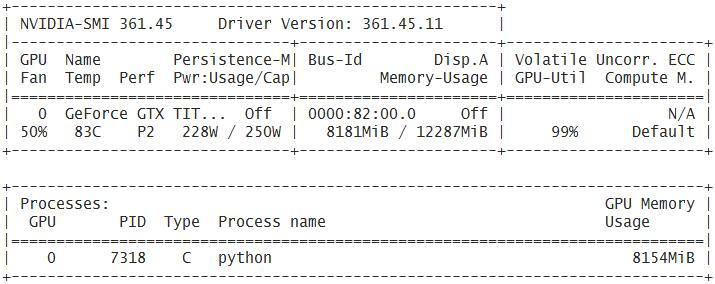 NVIDIA-SMI 361.45 Driver Version: 361.45.11
GPU Name Persistence-M| Bus-Id Disp.A | Volatile Uncorr. ECC
Fan Temp Perf Pwr:Usage/Cap| Memory-Usage | GPU-Util Compute M.
0 GeForce GTX TIT... Off | 0000:82:00.0 Off | N/A
50% 83C P2 228W / 250W | 8181MiB / 12287MiB | 99% Default
Processes: GPU Memory
GPU PID Type Process name Usage
0 7318 C python 8154MiB